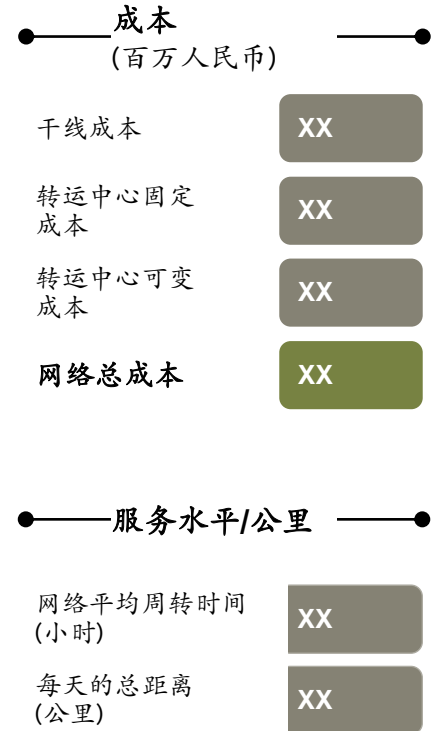 成本
(百万人民币)
干线成本
XX
转运中心固定
成本
XX
转运中心可变
成本
XX
网络总成本
XX
服务水平/公里
网络平均周转时间
(小时)
XX
每天的总距离
(公里)
XX